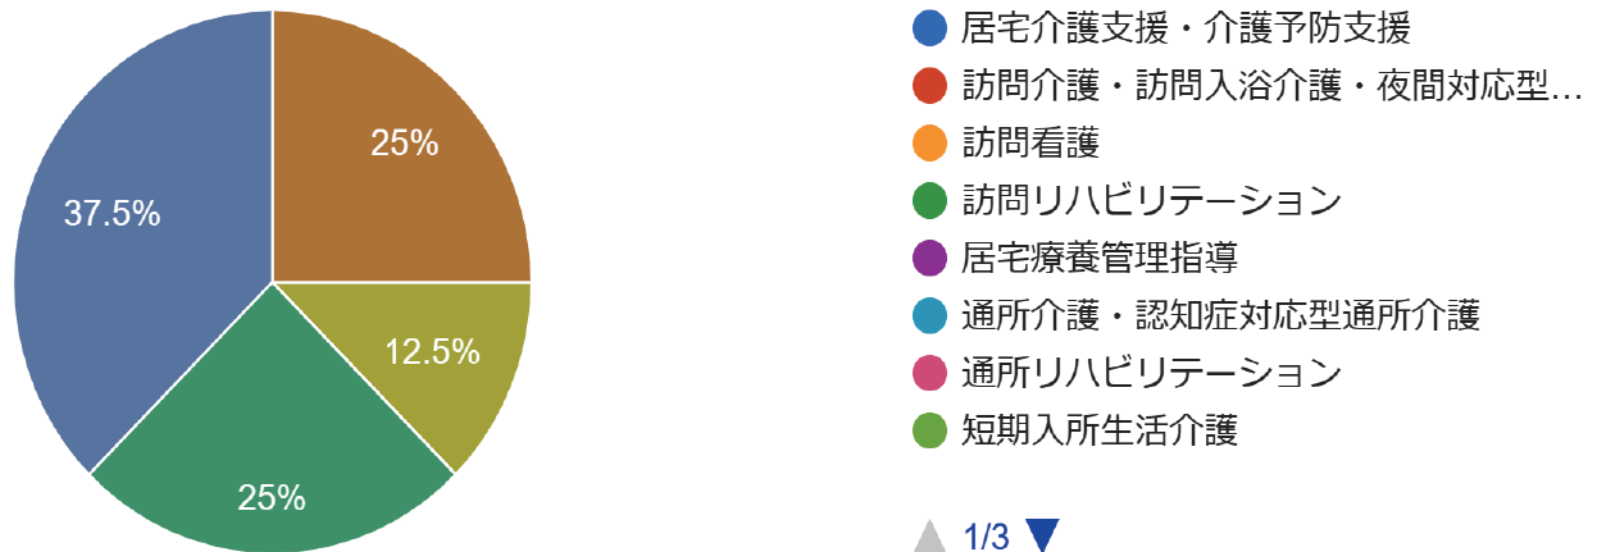 25%
37.5%
12.5%
25%
居宅介護支援・介護予防支援
訪問介護・訪問入浴介護・夜間対応型...
訪問看護
訪問リハビリテーション
居宅療養管理指導
通所介護・認知症対応型通所介護
通所リハビリテーション
短期入所生活介護
1/3